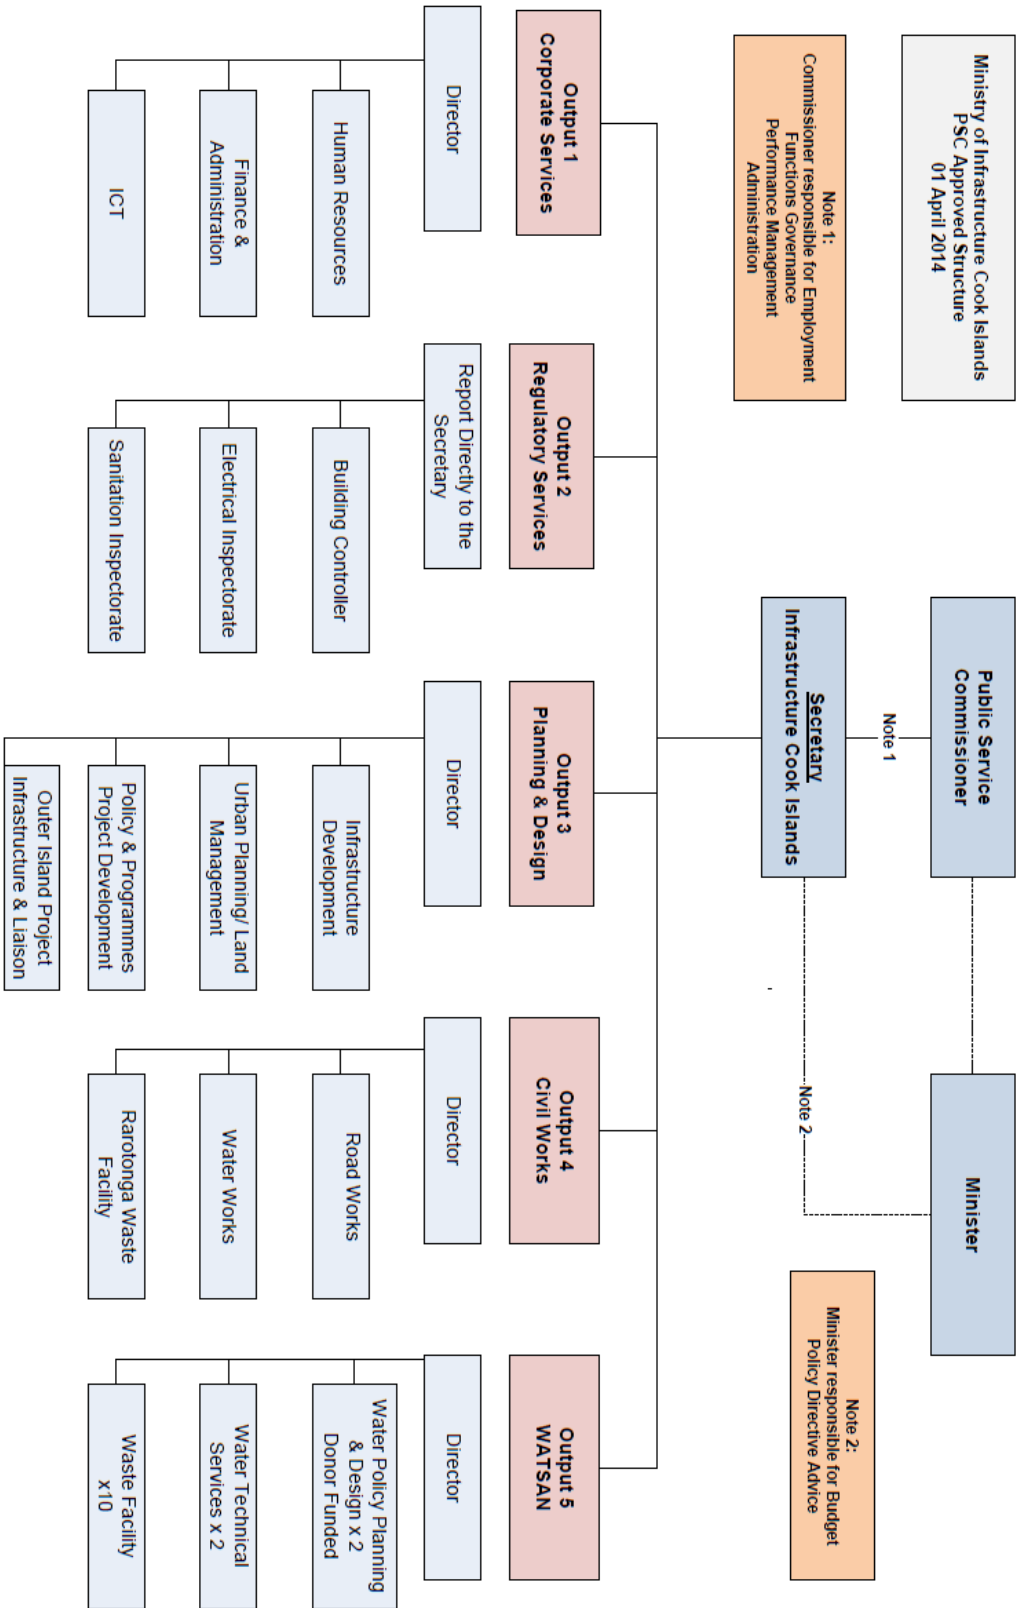 Ministry of Infrastructure Cook Islands
PSC Approved Structure
01 April 2014
Note 1:
Commissioner responsible for Employment
Functions Governance
Performance Management
Administration
Public Service
Commissioner
Minister
Note 1
Note 2
Note 2:
Minister responsible for Budget
Policy Directive Advice
Secretary
Infrastructure Cook Islands
Output 1
Corporate Services
Director
Human Resources
Finance &
Administration
ICT
Output 2
Regulatory Services
Report Directly to the
Secretary
Building Controller
Electrical Inspectorate
Sanitation Inspectorate
Output 3
Planning & Design
Director
Infrastructure
Development
Urban Planning/ Land
Management
Policy & Programmes
Project Development
Outer Island Project
Infrastructure & Liaison
Output 4
Civil Works
Director
Road Works
Water Works
Rarotonga Waste
Facility
Output 5
WATSAN
Director
Water Policy Planning
& Design x 2
Donor Funded
Water Technical
Services x 2
Waste Facility
x10